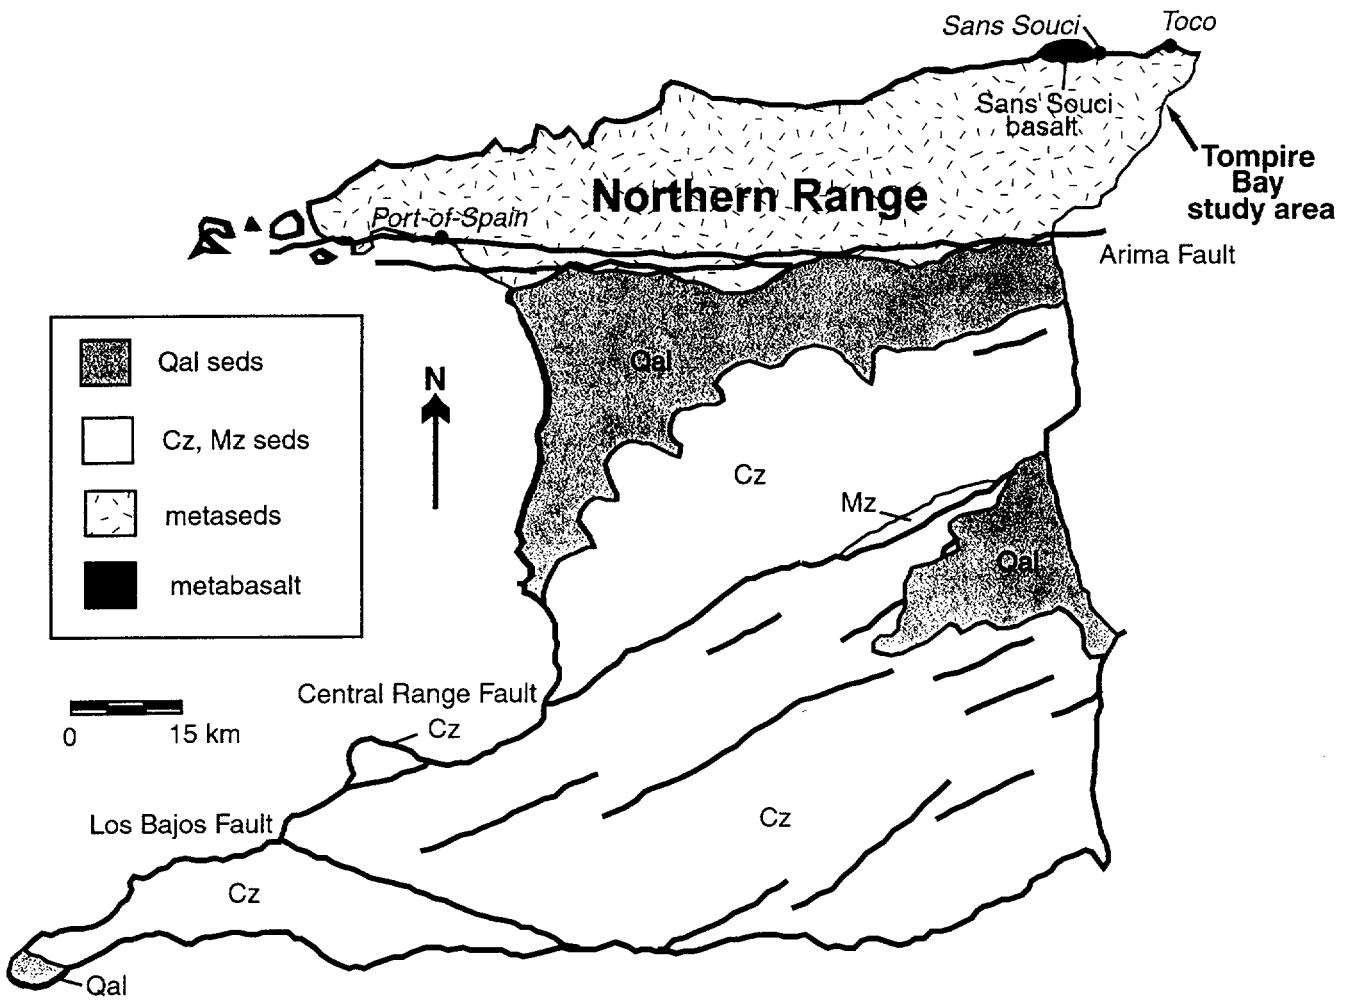 Sans Souci
Toco
Sans Souci
basalt
Tompire
Bay
study area
Northern Range
Port-of-Spain
Arima Fault
Qal seds
Cz, Mz seds
metaseds
metabasalt
N
Qal
Cz
Mz
Qal
Central Range Fault
Cz
0 15 km
Los Bajos Fault
Cz
Cz
Qal